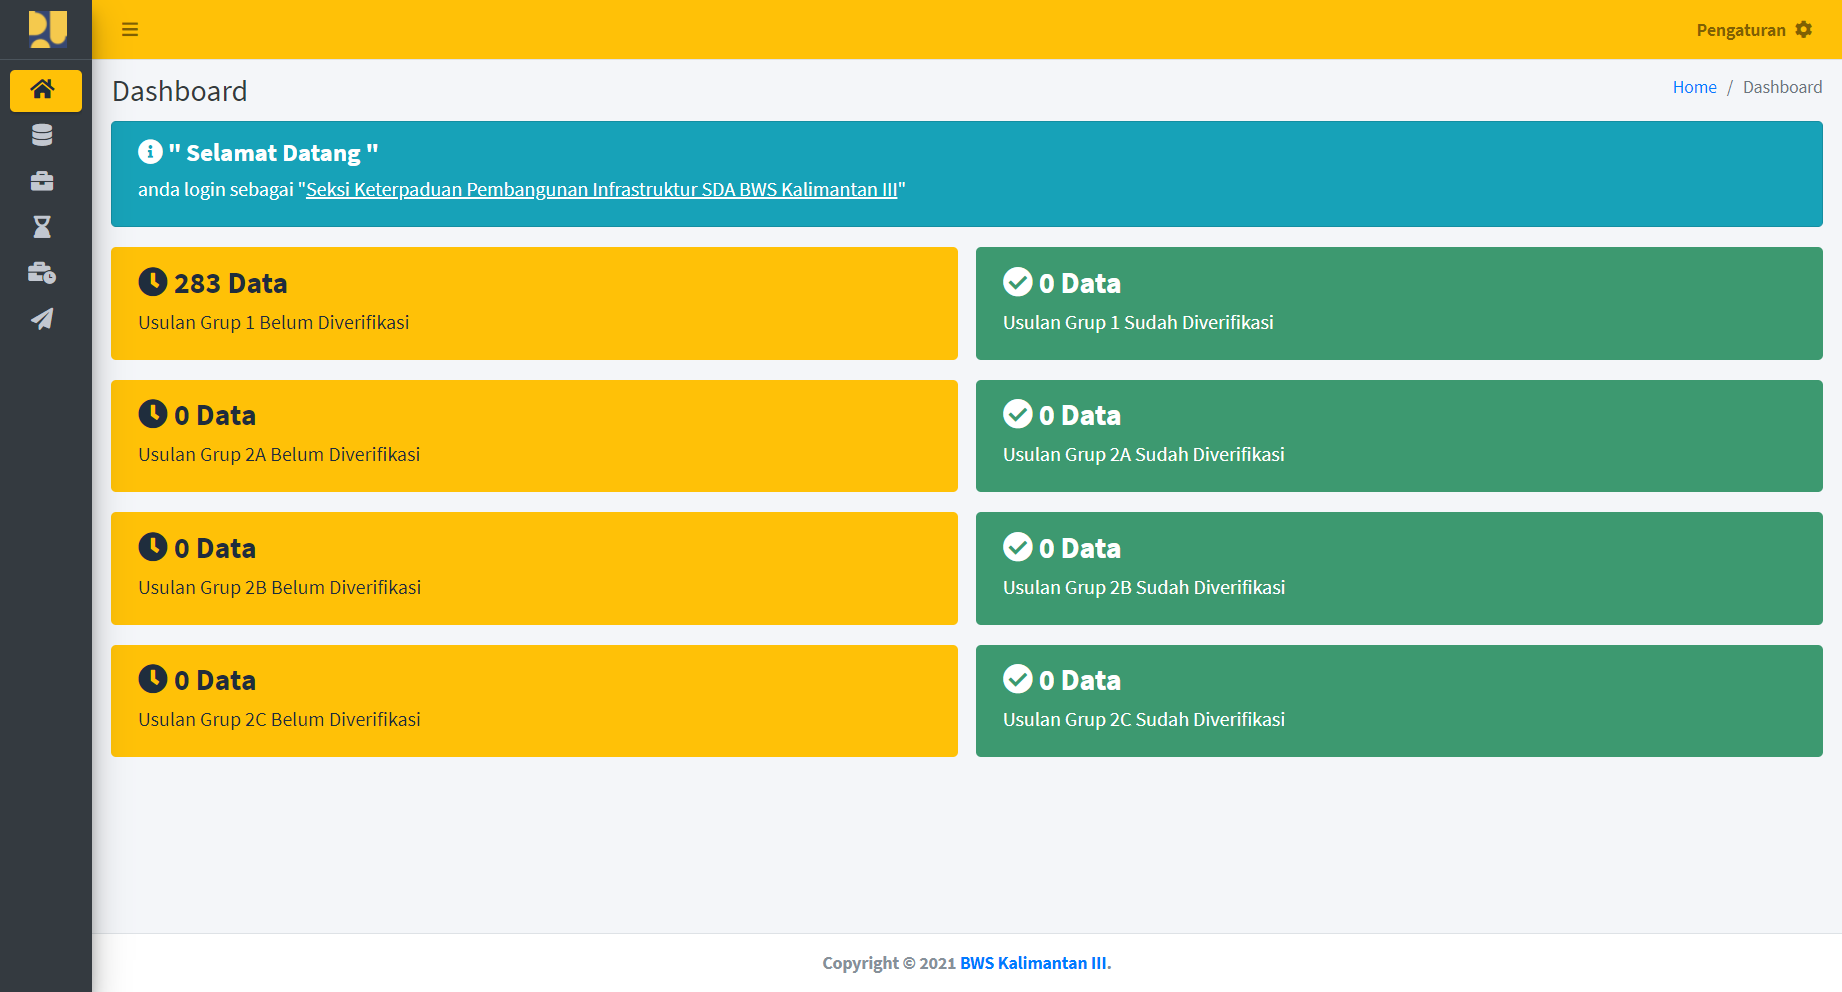 Pengaturan
Dashboard
Home / Dashboard
" Selamat Datang "
anda login sebagai "Seksi Keterpaduan Pembangunan Infrastruktur SDA BWS Kalimantan III"
283 Data
Usulan Grup 1 Belum Diverifikasi
0 Data
Usulan Grup 1 Sudah Diverifikasi
0 Data
Usulan Grup 2A Belum Diverifikasi
0 Data
Usulan Grup 2A Sudah Diverifikasi
0 Data
Usulan Grup 2B Belum Diverifikasi
0 Data
Usulan Grup 2B Sudah Diverifikasi
0 Data
Usulan Grup 2C Belum Diverifikasi
0 Data
Usulan Grup 2C Sudah Diverifikasi
Copyright © 2021 BWS Kalimantan III.